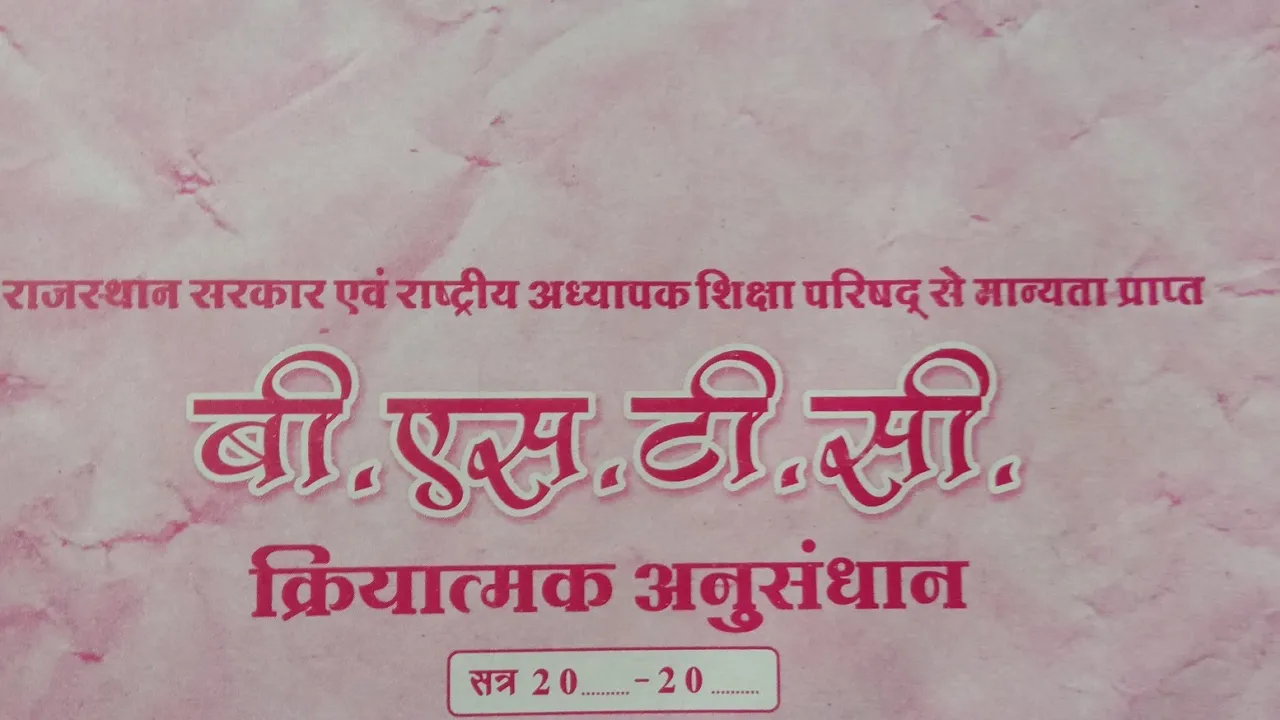 राजस्थान सरकार एवं राष्ट्रीय अध्यापक शिक्षा परिषद् से मान्यता प्राप्त
बी.एस.टी.सी.
क्रियात्मक अनुसंधान
सत्र 20.........-20.........